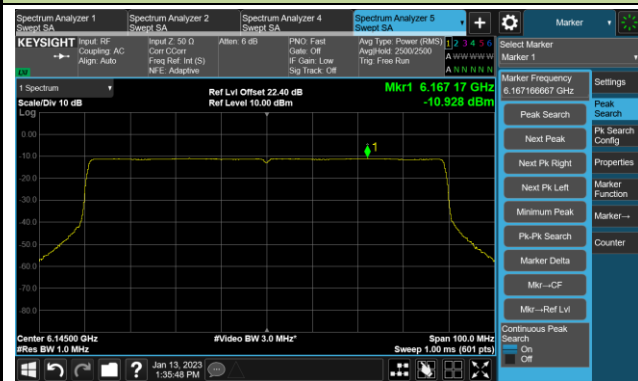 Spectrum Analyzer 1
Swept SA
Spectrum Analyzer 2
Swept SA
Spectrum Analyzer 4
Swept SA
Spectrum Analyzer 5
Swept SA
Marker
KEYSIGHT
Input: RF
Coupling: AC
Align: Auto
Input Z: 50 Ω
Corr CCorr
Freq Ref: Int (S)
NFE: Adaptive
Atten: 6 dB
PNO: Fast
Gate: Off
IF Gain: Low
Sig Track: Off
Avg Type: Power (RMS)
Avg|Hold: 2500/2500
Trig: Free Run
1 2 3 4 5 6
A W W W W W
A N N N N N
LXI
Select Marker
Marker 1
1 Spectrum
Scale/Div 10 dB
Log
Ref Lvl Offset 22.40 dB
Ref Level 10.00 dBm
Mkr1 6.167 17 GHz
-10.928 dBm
0.00
-10.0
-20.0
-30.0
-40.0
-50.0
-60.0
-70.0
-80.0
1
Center 6.14500 GHz
#Res BW 1.0 MHz
#Video BW 3.0 MHz*
Span 100.0 MHz
Sweep 1.00 ms (601 pts)
Marker Frequency
6.167166667 GHz
Peak Search
Next Peak
Next Pk Right
Next Pk Left
Minimum Peak
Pk-Pk Search
Marker Delta
Mkr→CF
Mkr→Ref Lvl
Continuous Peak
Search
On
Off
Settings
Peak
Search
Pk Search
Config
Properties
Marker
Function
Marker→
Counter
Jan 13, 2023
1:35:48 PM